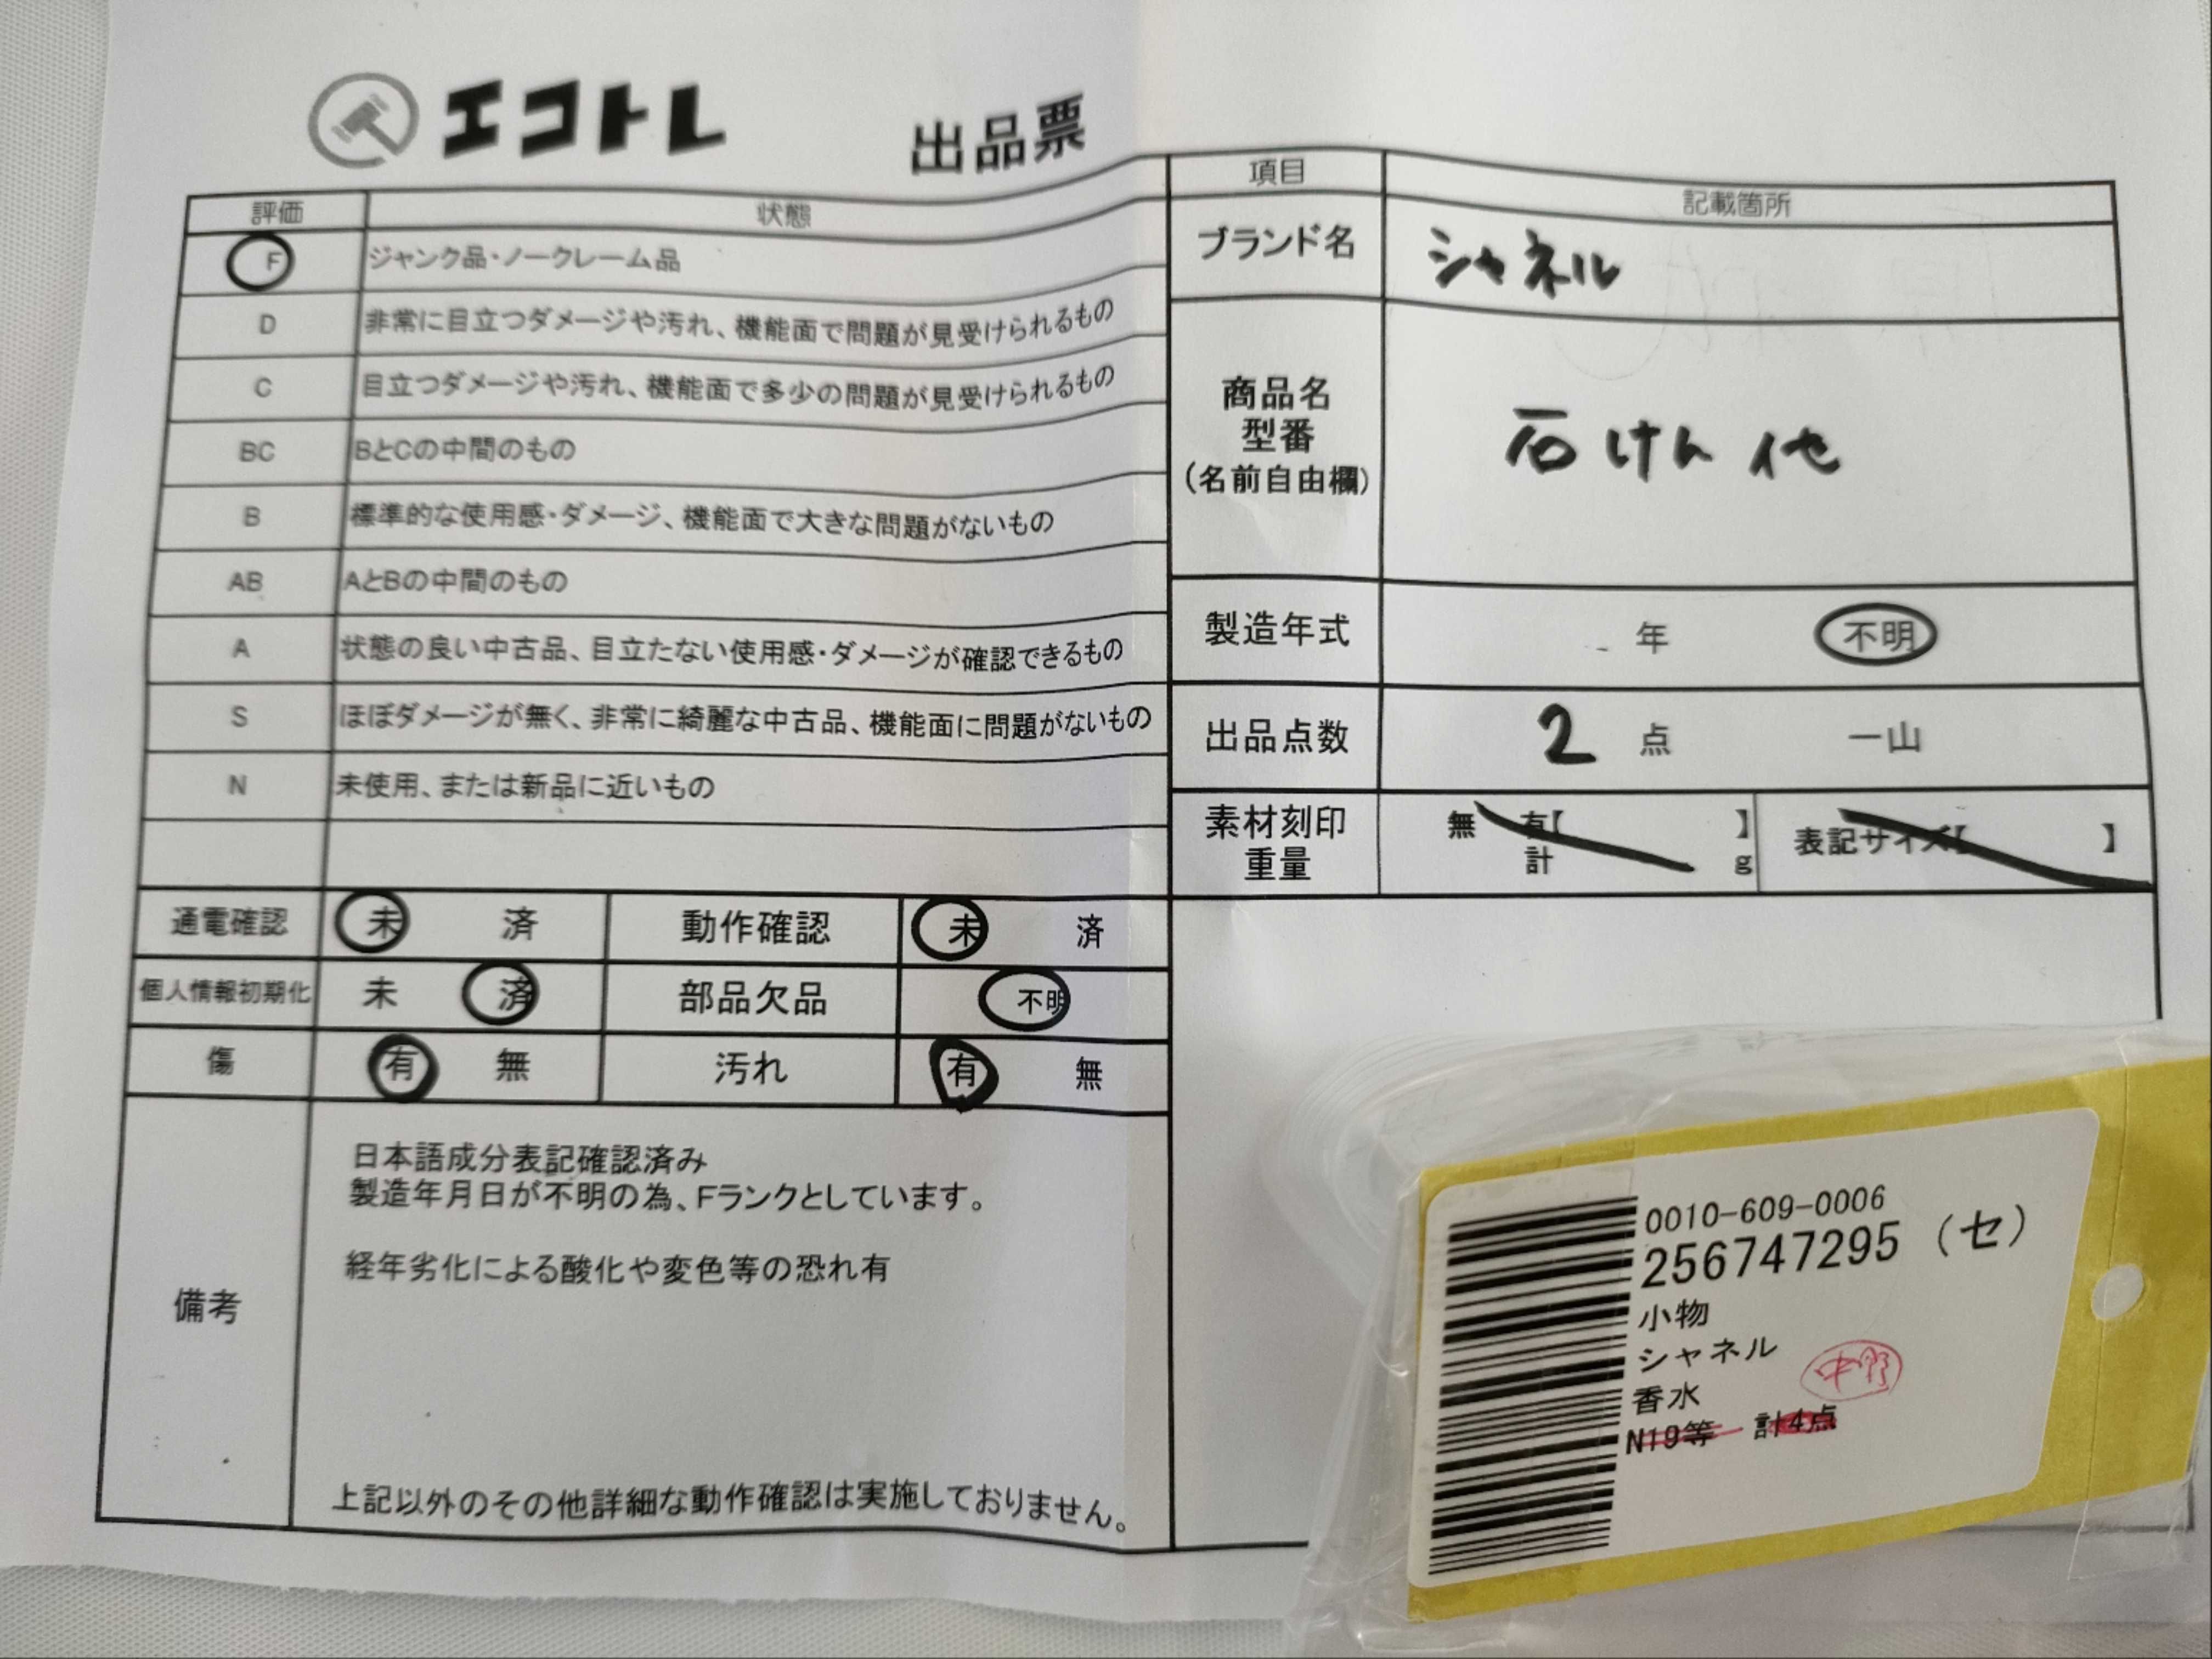 エコトレ 出品票
評価 状態
F ジャンク品・ノークレーム品
D 非常に目立つダメージや汚れ、機能面で問題が見受けられるもの
C 目立つダメージや汚れ、機能面で多少の問題が見受けられるもの
BC BとCの中間のもの
B 標準的な使用感・ダメージ、機能面で大きな問題がないもの
AB AとBの中間のもの
A 状態の良い中古品、目立たない使用感・ダメージが確認できるもの
S ほぼダメージが無く、非常に綺麗な中古品、機能面に問題がないもの
N 未使用、または新品に近いもの
通電確認 未 済 動作確認 未 済
個人情報初期化 未 済 部品欠品 不明
傷 有 無 汚れ 有 無
備考
日本語成分表記確認済み
製造年月日が不明の為、Fランクとしています。
経年劣化による酸化や変色等の恐れ有
上記以外のその他詳細な動作確認は実施しておりません。
項目 記載箇所
ブランド名 シャネル
商品名
型番
(名前自由欄)
石けん 他
製造年式 年 不明
出品点数 2 点 一山
素材刻印 無 有【 】 表記サイズ【 】
重量 計 g
0010-609-0006
256747295 (セ)
小物
シャネル
香水
N19等 計4点